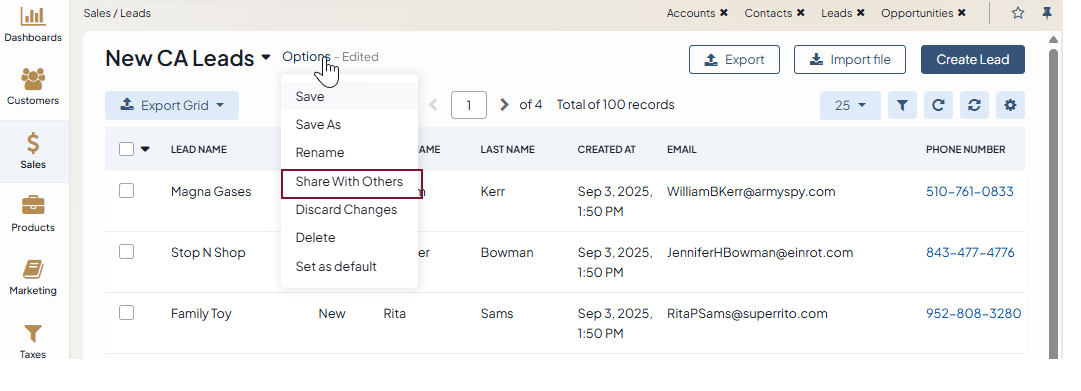 Dashboards
Customers
Sales
Products
Marketing
Taxes
Sales / Leads
Accounts ✖ Contacts ✖ Leads ✖ Opportunities ✖
New CA Leads Options - Edited
Export Import file Create Lead
Save
Save As
Rename
Share With Others
Discard Changes
Delete
Set as default
Export Grid 1 of 4 Total of 100 records 25
LEAD NAME AME LAST NAME CREATED AT EMAIL PHONE NUMBER
Magna Gases Kerr Sep 3, 2025, WilliamBKerr@armyspy.com 510-761-0833
1:50 PM
Stop N Shop er Bowman Sep 3, 2025, JenniferHBowman@einrot.com 843-477-4776
1:50 PM
Family Toy New Rita Sams Sep 3, 2025, RitaPSams@superrito.com 952-808-3280
1:50 PM